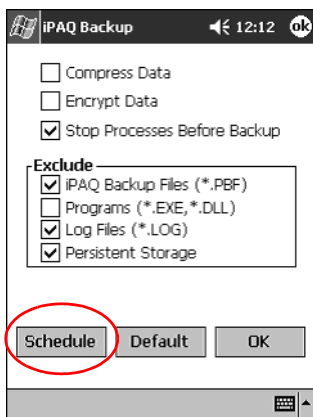 iPAQ Backup 12:12 ok
Compress Data
Encrypt Data
Stop Processes Before Backup
Exclude
iPAQ Backup Files (*.PBF)
Programs (*.EXE,*.DLL)
Log Files (*.LOG)
Persistent Storage
Schedule Default OK